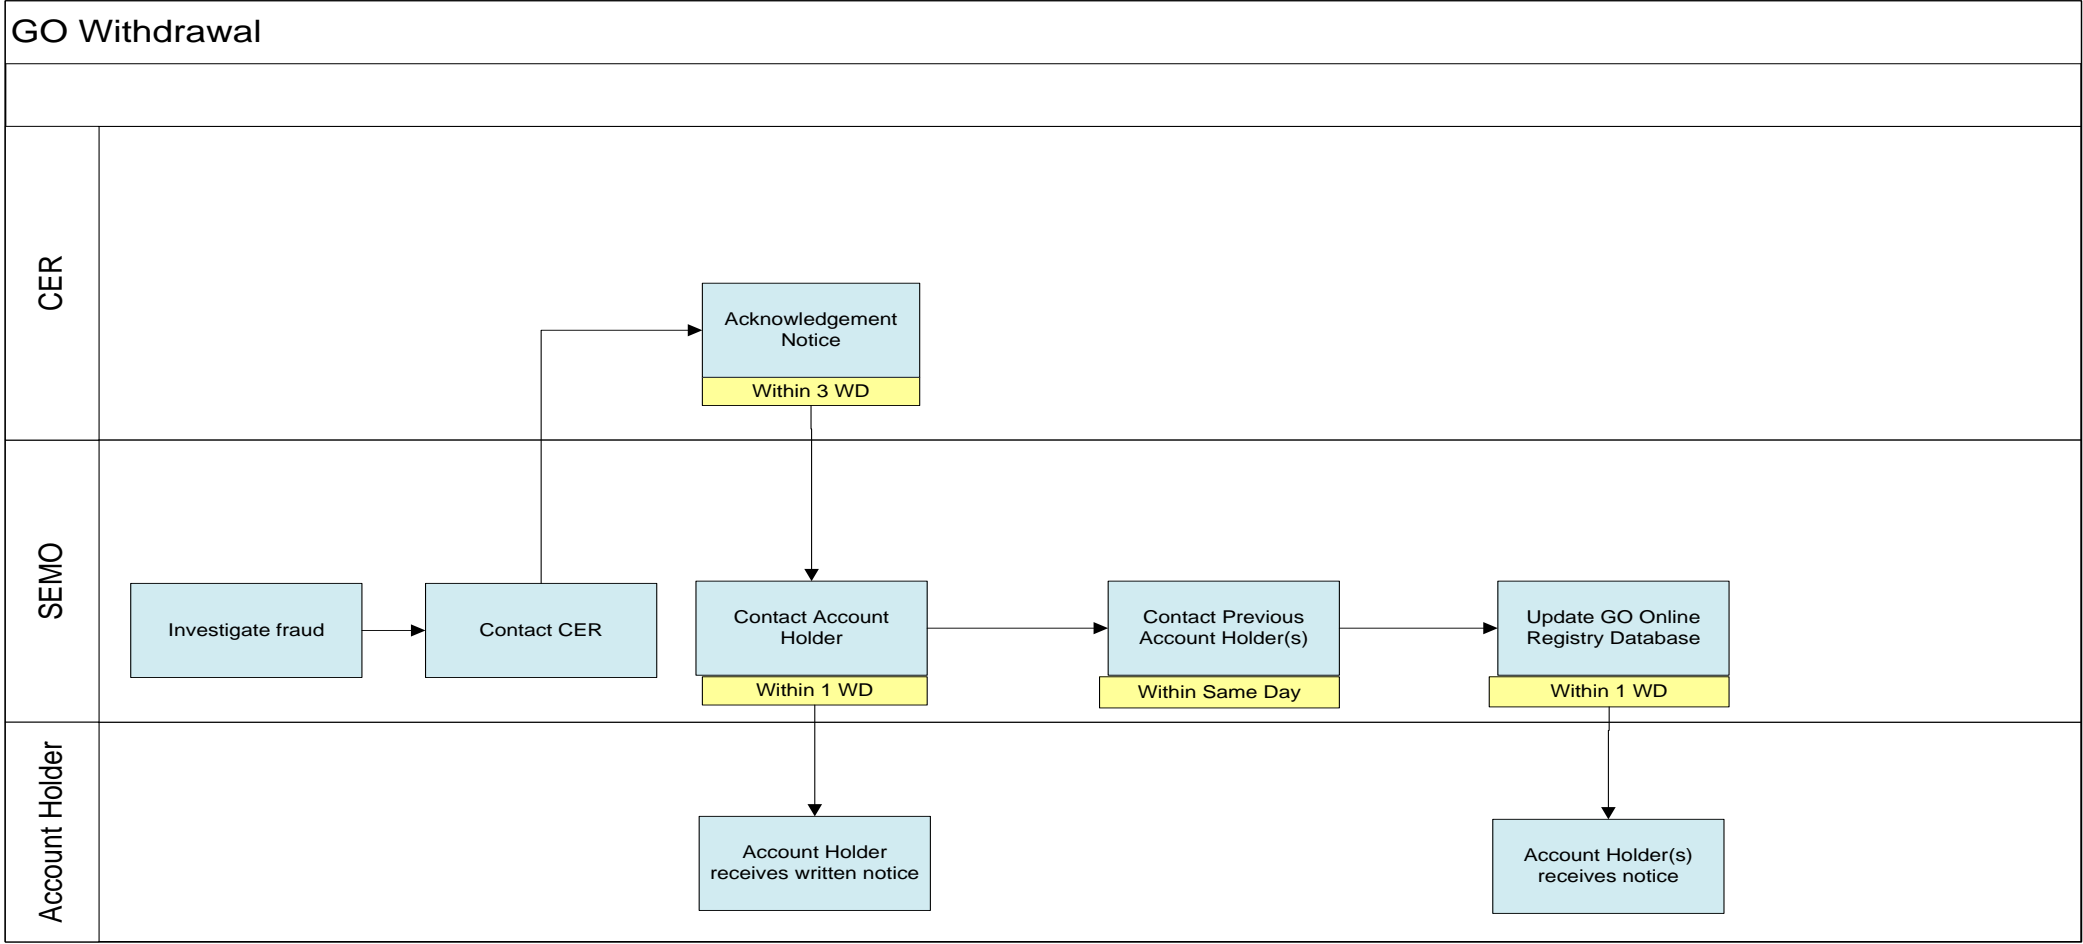 GO Withdrawal
CER
Acknowledgement
Notice
Within 3 WD
SEMO
Investigate fraud
Contact CER
Contact Account
Holder
Within 1 WD
Contact Previous
Account Holder(s)
Within Same Day
Update GO Online
Registry Database
Within 1 WD
Account Holder
Account Holder
receives written notice
Account Holder(s)
receives notice